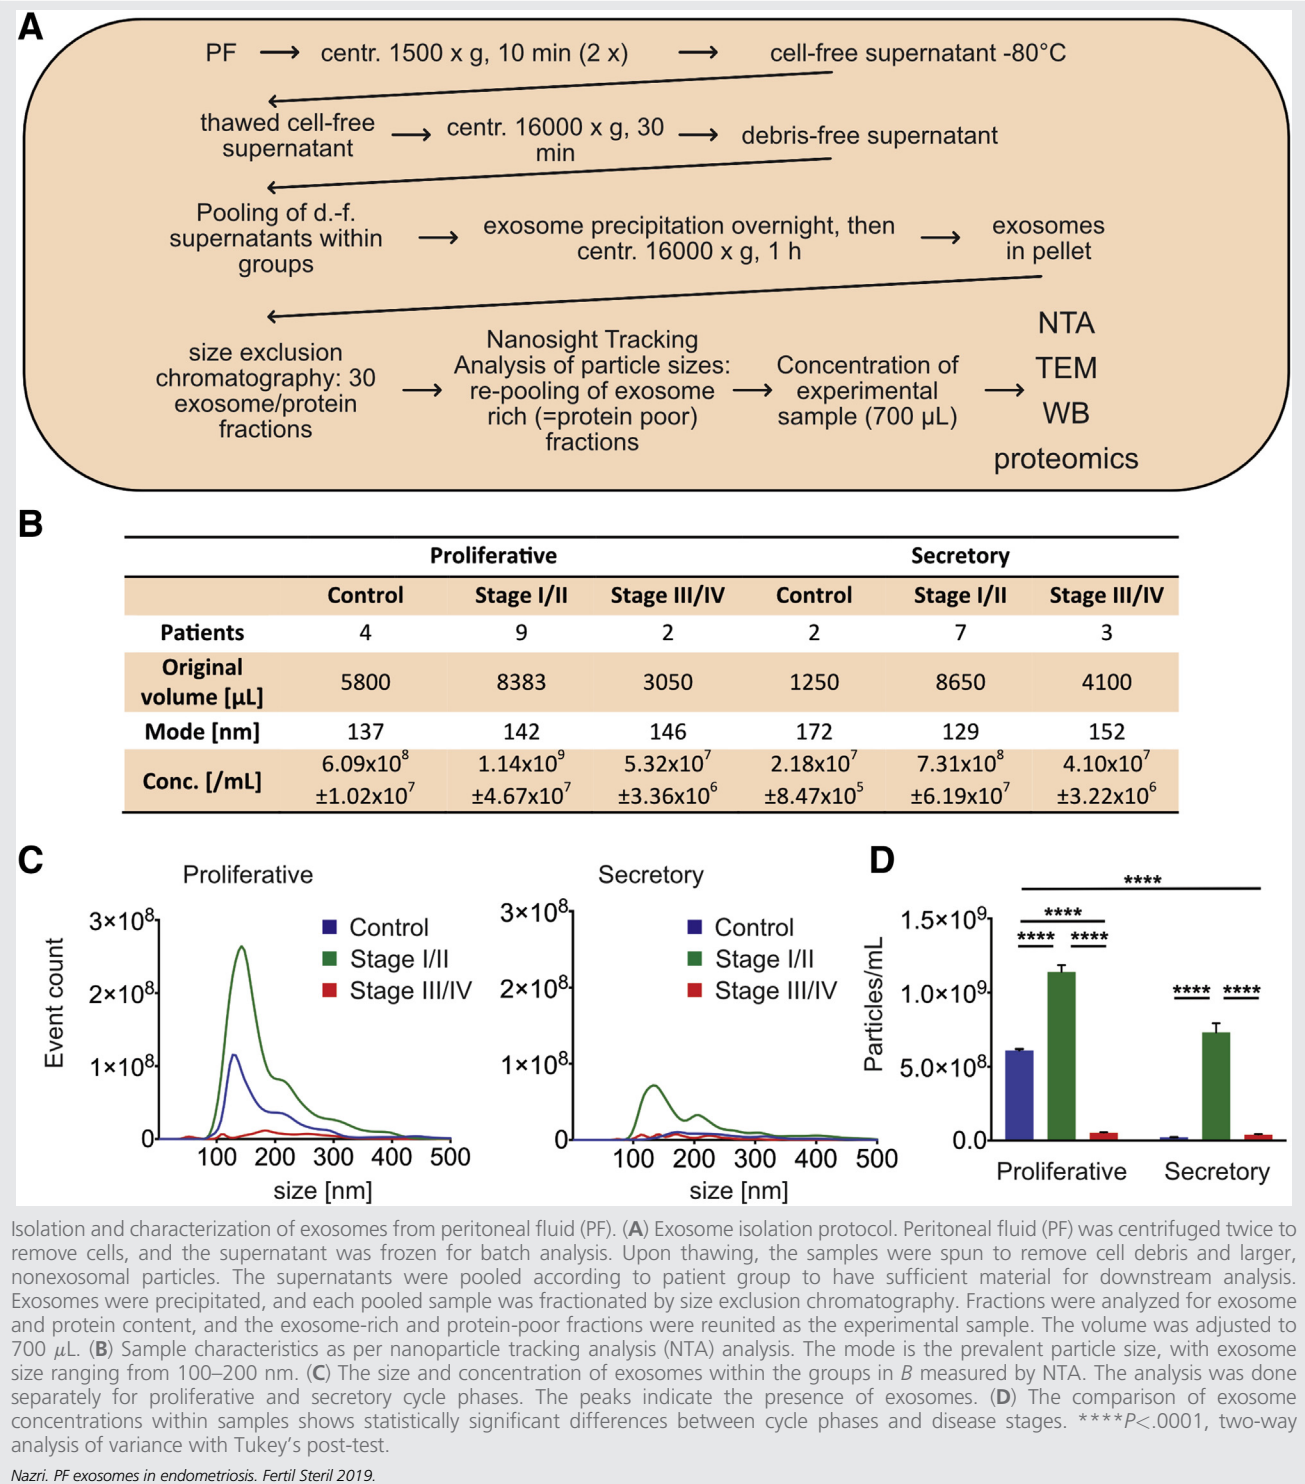 A
PF → centr. 1500 x g, 10 min (2 x) → cell-free supernatant -80°C
thawed cell-free
supernatant
→ centr. 16000 x g, 30
min
→ debris-free supernatant
Pooling of d.-f.
supernatants within
groups
→ exosome precipitation overnight, then
centr. 16000 x g, 1 h
→ exosomes
in pellet
size exclusion
chromatography: 30
exosome/protein
fractions
→ Nanosight Tracking
Analysis of particle sizes:
re-pooling of exosome
rich (=protein poor)
fractions
→ Concentration of
experimental
sample (700 µL)
→ NTA
TEM
WB
proteomics
B
Proliferative Secretory
Control Stage I/II Stage III/IV Control Stage I/II Stage III/IV
Patients 4 9 2 2 7 3
Original
volume [µL] 5800 8383 3050 1250 8650 4100
Mode [nm] 137 142 146 172 129 152
Conc. [/mL] 6.09x10⁸ 1.14x10⁹ 5.32x10⁷ 2.18x10⁷ 7.31x10⁸ 4.10x10⁷
±1.02x10⁷ ±4.67x10⁷ ±3.36x10⁶ ±8.47x10⁵ ±6.19x10⁷ ±3.22x10⁶
C
Proliferative
Event count
3×10⁸
2×10⁸
1×10⁸
0
100 200 300 400 500
size [nm]
Control
Stage I/II
Stage III/IV
Secretory
3×10⁸
2×10⁸
1×10⁸
0
100 200 300 400 500
size [nm]
Control
Stage I/II
Stage III/IV
D
Particles/mL
1.5×10⁹
1.0×10⁹
5.0×10⁸
0.0
****
****
**** ****
**** ****
Proliferative Secretory
Isolation and characterization of exosomes from peritoneal fluid (PF). (A) Exosome isolation protocol. Peritoneal fluid (PF) was centrifuged twice to
remove cells, and the supernatant was frozen for batch analysis. Upon thawing, the samples were spun to remove cell debris and larger,
nonexosomal particles. The supernatants were pooled according to patient group to have sufficient material for downstream analysis.
Exosomes were precipitated, and each pooled sample was fractionated by size exclusion chromatography. Fractions were analyzed for exosome
and protein content, and the exosome-rich and protein-poor fractions were reunited as the experimental sample. The volume was adjusted to
700 µL. (B) Sample characteristics as per nanoparticle tracking analysis (NTA) analysis. The mode is the prevalent particle size, with exosome
size ranging from 100–200 nm. (C) The size and concentration of exosomes within the groups in B measured by NTA. The analysis was done
separately for proliferative and secretory cycle phases. The peaks indicate the presence of exosomes. (D) The comparison of exosome
concentrations within samples shows statistically significant differences between cycle phases and disease stages. ****P<.0001, two-way
analysis of variance with Tukey's post-test.
Nazri. PF exosomes in endometriosis. Fertil Steril 2019.